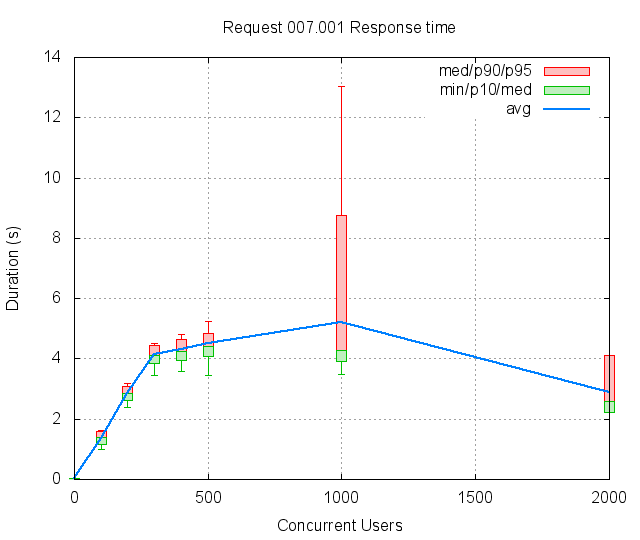 Request 007.001 Response time
med/p90/p95
min/p10/med
avg
Duration (s)
14
12
10
8
6
4
2
0
0 500 1000 1500 2000
Concurrent Users